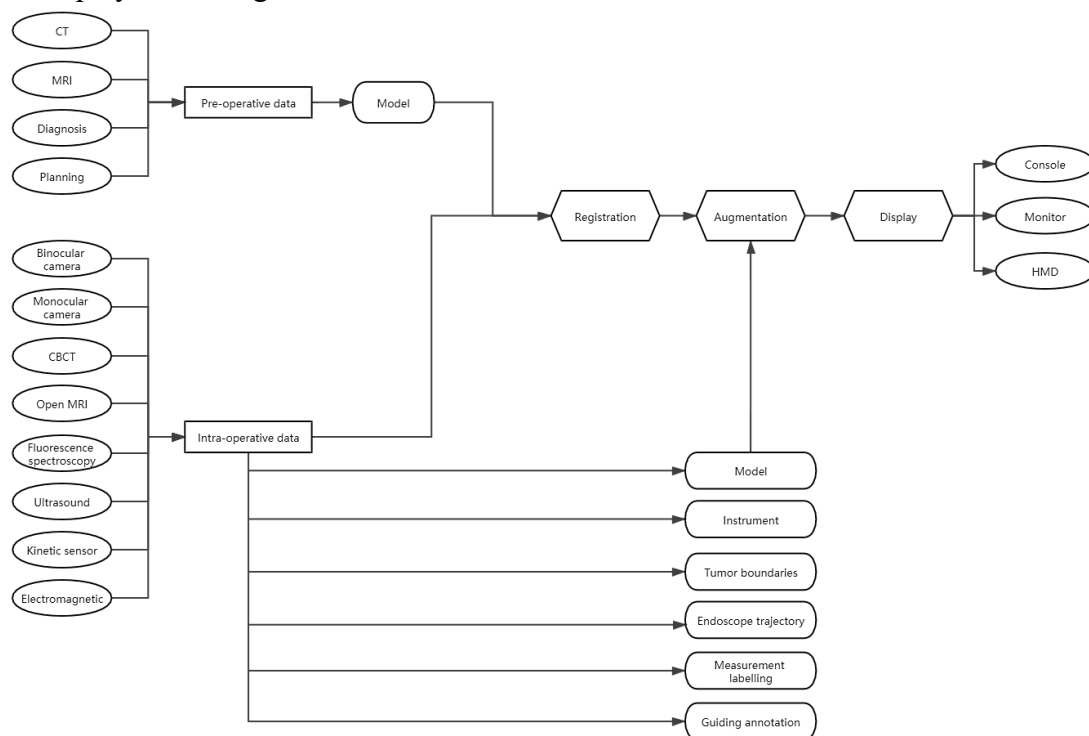 CT
MRI
Diagnosis
Planning
Pre-operative data
Model
Binocular
camera
Monocular
camera
CBCT
Open MRI
Fluorescence
spectroscopy
Ultrasound
Kinetic sensor
Electromagnetic
Intra-operative data
Registration
Augmentation
Display
Console
Monitor
HMD
Model
Instrument
Tumor boundaries
Endoscope trajectory
Measurement
labelling
Guiding annotation